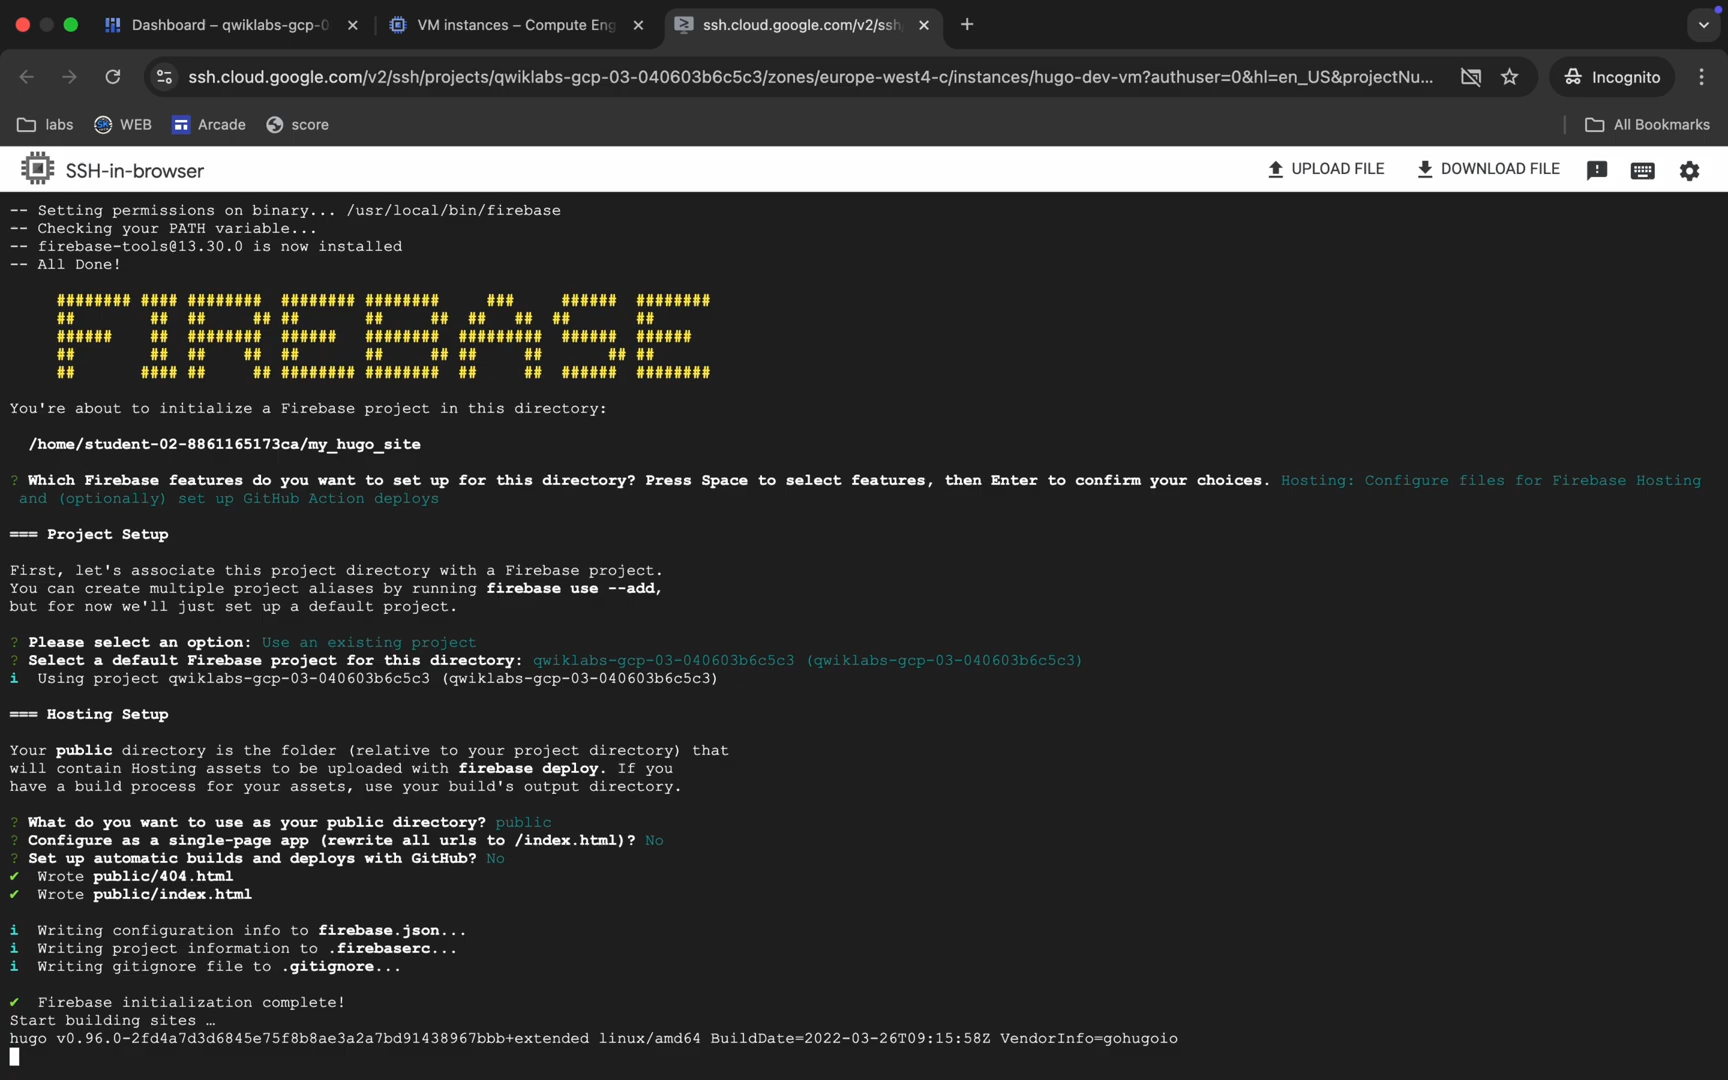 Dashboard – qwiklabs-gcp-0
VM instances – Compute Eng
ssh.cloud.google.com/v2/ssh
ssh.cloud.google.com/v2/ssh/projects/qwiklabs-gcp-03-040603b6c5c3/zones/europe-west4-c/instances/hugo-dev-vm?authuser=0&hl=en_US&projectNu...
Incognito
labs
WEB
Arcade
score
All Bookmarks
SSH-in-browser
UPLOAD FILE
DOWNLOAD FILE
-- Setting permissions on binary... /usr/local/bin/firebase
-- Checking your PATH variable...
-- firebase-tools@13.30.0 is now installed
-- All Done!
FIREBASE
You're about to initialize a Firebase project in this directory:
/home/student-02-8861165173ca/my_hugo_site
? Which Firebase features do you want to set up for this directory? Press Space to select features, then Enter to confirm your choices. Hosting: Configure files for Firebase Hosting
and (optionally) set up GitHub Action deploys
=== Project Setup
First, let's associate this project directory with a Firebase project.
You can create multiple project aliases by running firebase use --add,
but for now we'll just set up a default project.
? Please select an option: Use an existing project
? Select a default Firebase project for this directory: qwiklabs-gcp-03-040603b6c5c3 (qwiklabs-gcp-03-040603b6c5c3)
i Using project qwiklabs-gcp-03-040603b6c5c3 (qwiklabs-gcp-03-040603b6c5c3)
=== Hosting Setup
Your public directory is the folder (relative to your project directory) that
will contain Hosting assets to be uploaded with firebase deploy. If you
have a build process for your assets, use your build's output directory.
? What do you want to use as your public directory? public
? Configure as a single-page app (rewrite all urls to /index.html)? No
? Set up automatic builds and deploys with GitHub? No
✔ Wrote public/404.html
✔ Wrote public/index.html
i Writing configuration info to firebase.json...
i Writing project information to .firebaserc...
i Writing gitignore file to .gitignore...
✔ Firebase initialization complete!
Start building sites …
hugo v0.96.0-2fd4a7d3d6845e75f8b8ae3a2a7bd91438967bbb+extended linux/amd64 BuildDate=2022-03-26T09:15:58Z VendorInfo=gohugoio